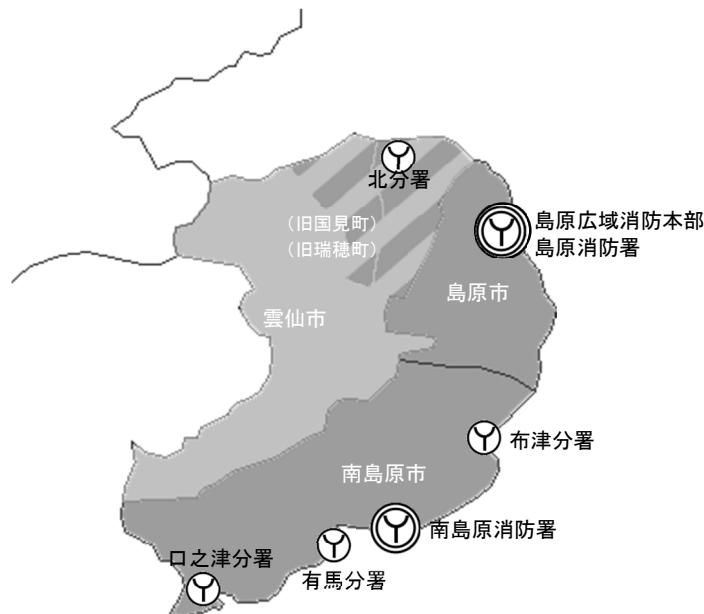 北分署
（旧国見町）
（旧瑞穂町）
島原広域消防本部
島原消防署
島原市
雲仙市
布津分署
南島原市
南島原消防署
口之津分署
有馬分署